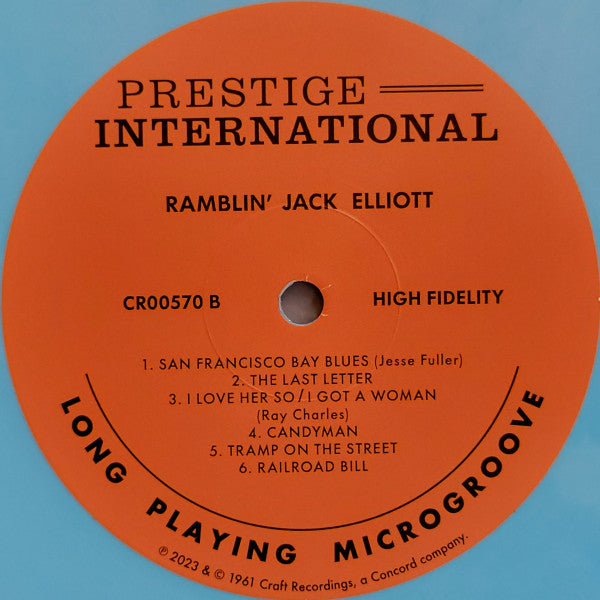 PRESTIGE
INTERNATIONAL
RAMBLIN' JACK ELLIOTT
CR00570 B
HIGH FIDELITY
1. SAN FRANCISCO BAY BLUES (Jesse Fuller)
2. THE LAST LETTER
3. I LOVE HER SO/I GOT A WOMAN
(Ray Charles)
4. CANDYMAN
5. TRAMP ON THE STREET
6. RAILROAD BILL
LONG PLAYING MICROGROOVE
℗ 2023 & © 1961 Craft Recordings, a Concord company.